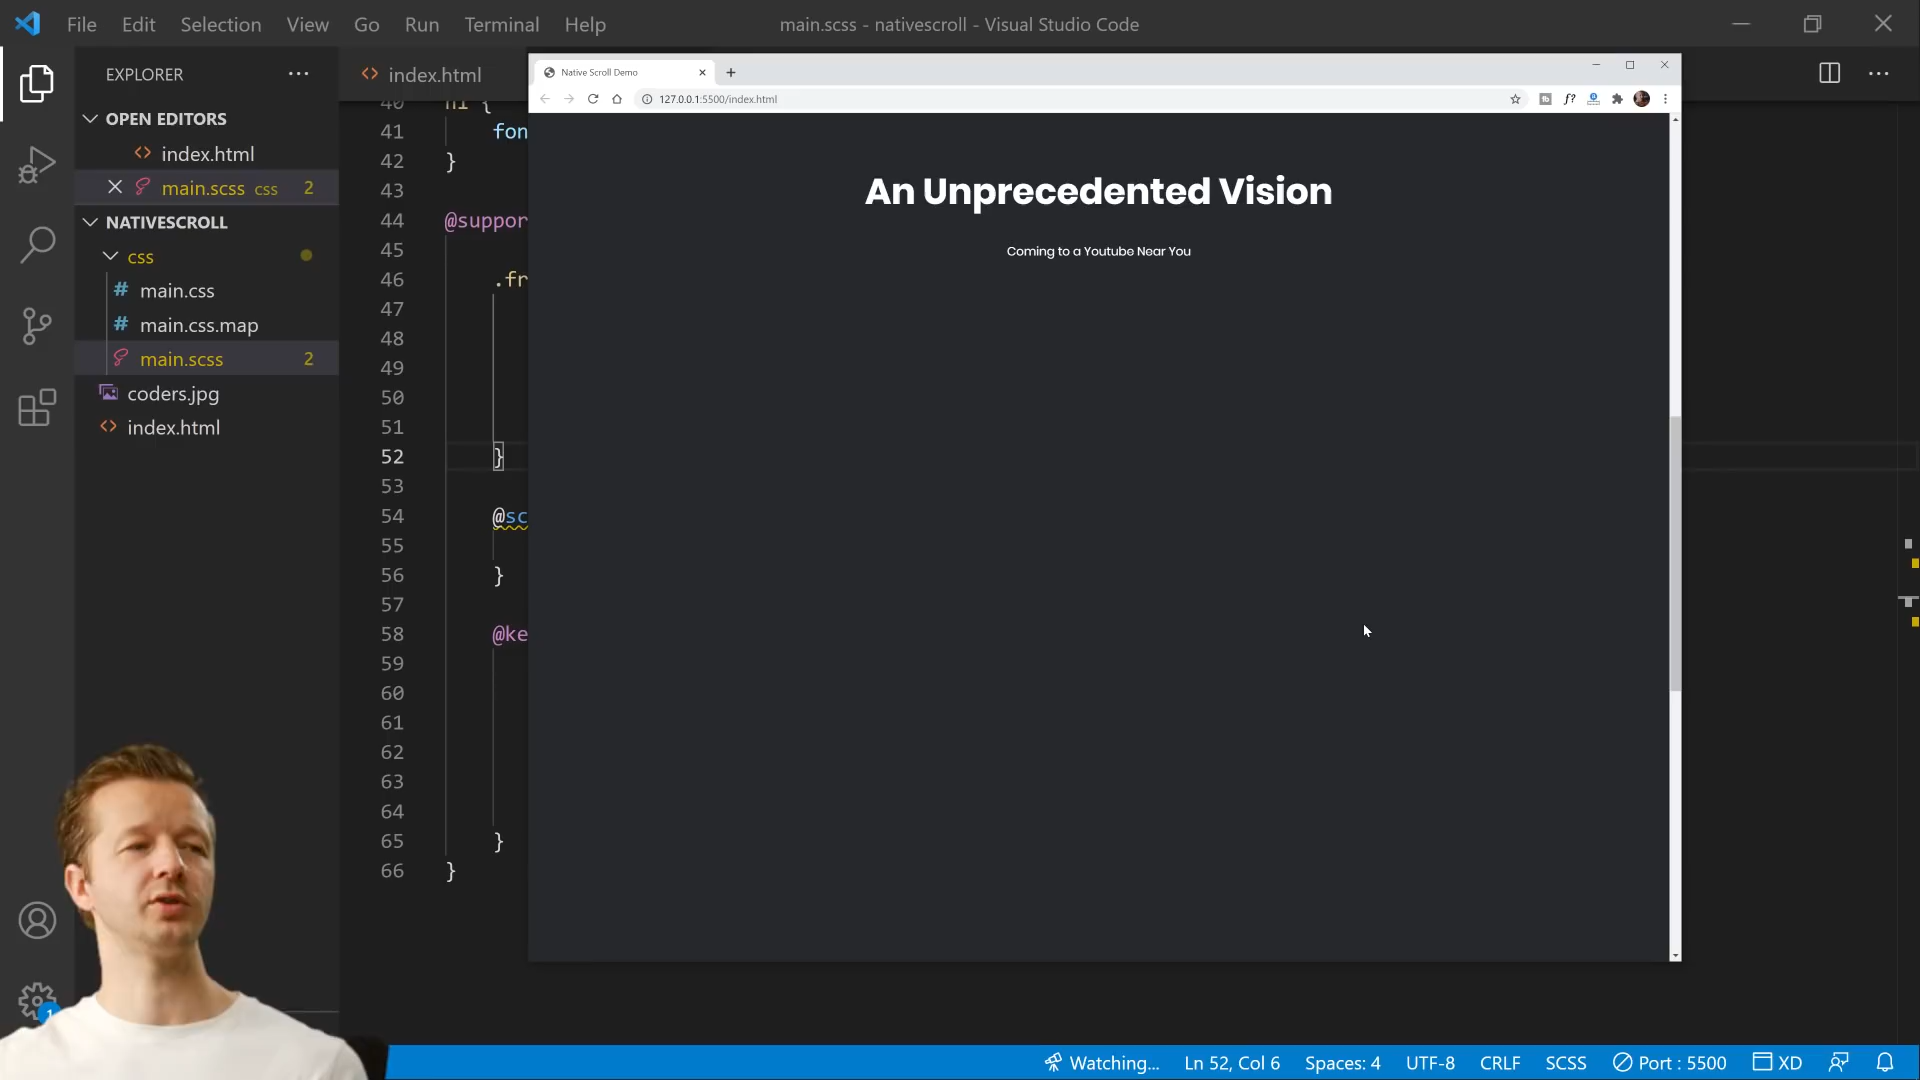 File Edit Selection View Go Run Terminal Help main.scss - nativescroll - Visual Studio Code
EXPLORER
OPEN EDITORS
index.html
main.scss css 2
NATIVESCROLL
css
main.css
main.css.map
main.scss 2
coders.jpg
index.html
index.html
41 fon
42 }
43
44 @suppor
45
46 .fr
47
48
49
50
51
52 }
53
54 @sc
55
56 }
57
58 @ke
59
60
61
62
63
64
65 }
66 }
Native Scroll Demo
127.0.0.1:5500/index.html
An Unprecedented Vision
Coming to a Youtube Near You
1
Watching... Ln 52, Col 6 Spaces: 4 UTF-8 CRLF SCSS Port : 5500 XD